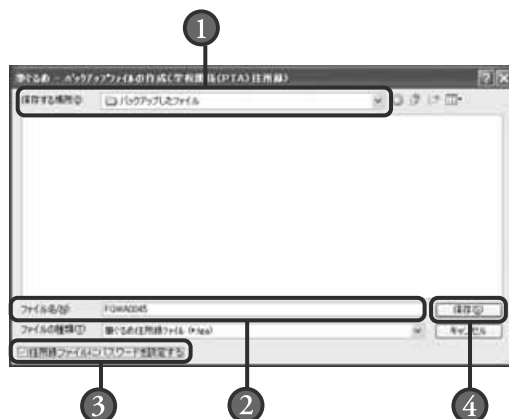 1
筆ぐるめ - バックアップファイルの作成(学校関係(PTA)住所録)
保存する場所(I): バックアップしたファイル
ファイル名(N): FGWA0045 保存(S)
ファイルの種類(T): 筆ぐるめ住所録ファイル (*.fga) キャンセル
住所録ファイルにパスワードを設定する
3 2 4